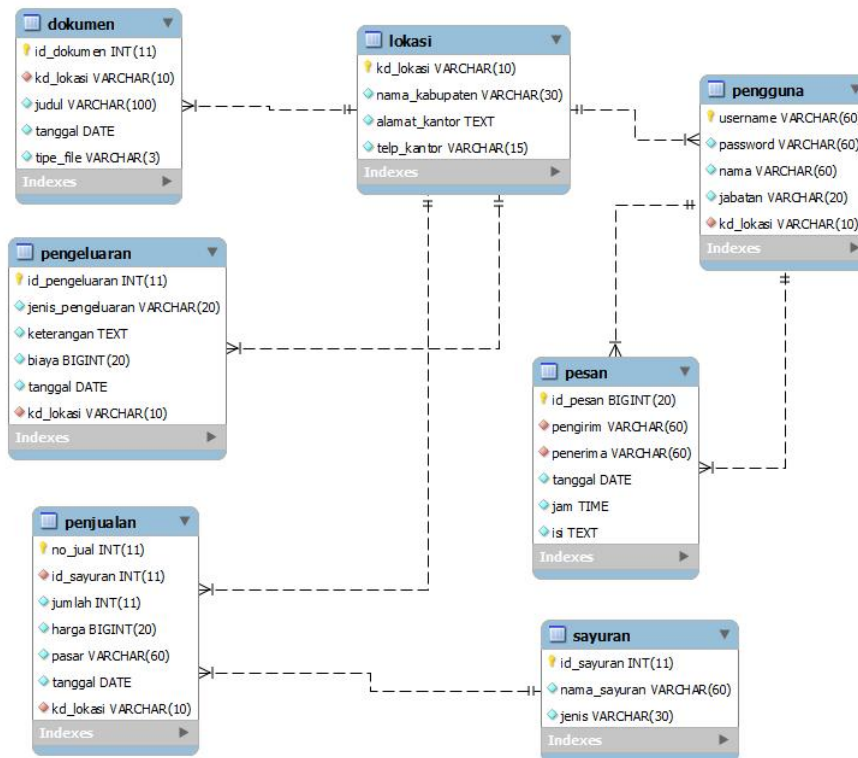 dokumen
id_dokumen INT(11)
kd_lokasi VARCHAR(10)
judul VARCHAR(100)
tanggal DATE
tipe_file VARCHAR(3)
Indexes
lokasi
kd_lokasi VARCHAR(10)
nama_kabupaten VARCHAR(30)
alamat_kantor TEXT
telp_kantor VARCHAR(15)
Indexes
pengguna
username VARCHAR(60
password VARCHAR(60)
nama VARCHAR(60)
jabatan VARCHAR(20)
kd_lokasi VARCHAR(10)
Indexes
pengeluaran
id_pengeluaran INT(11)
jenis_pengeluaran VARCHAR(20)
keterangan TEXT
biaya BIGINT(20)
tanggal DATE
kd_lokasi VARCHAR(10)
Indexes
pesan
id_pesan BIGINT(20)
pengirim VARCHAR(60)
penerima VARCHAR(60)
tanggal DATE
jam TIME
isi TEXT
Indexes
penjualan
no_jual INT(11)
id_sayuran INT(11)
jumlah INT(11)
harga BIGINT(20)
pasar VARCHAR(60)
tanggal DATE
kd_lokasi VARCHAR(10)
Indexes
sayuran
id_sayuran INT(11)
nama_sayuran VARCHAR(60)
jenis VARCHAR(30)
Indexes